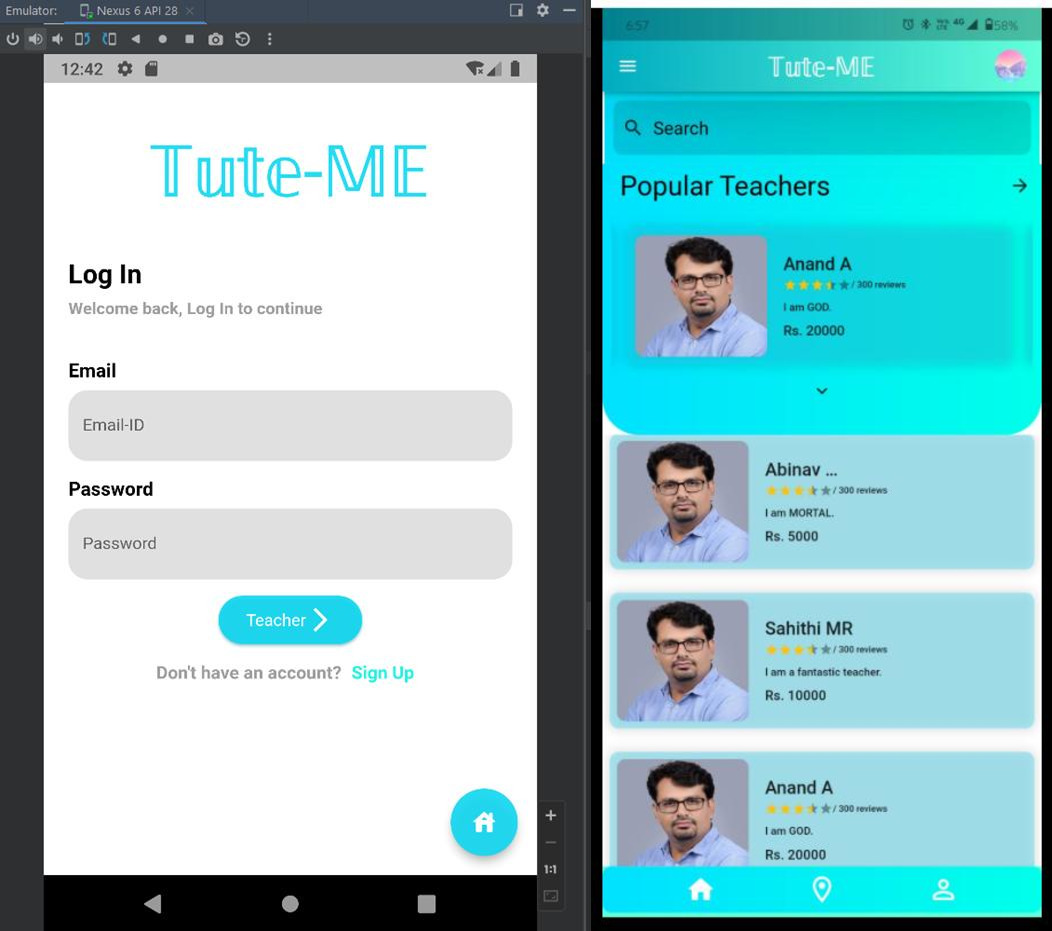 Emulator: Nexus 6 API 28
12:42
Tute-ME
Log In
Welcome back, Log In to continue
Email
Email-ID
Password
Password
Teacher
Don't have an account? Sign Up
1:1
6:57
4G 58%
Tute-ME
Search
Popular Teachers
Anand A
/ 300 reviews
I am GOD.
Rs. 20000
Abinav ...
/ 300 reviews
I am MORTAL.
Rs. 5000
Sahithi MR
/ 300 reviews
I am a fantastic teacher.
Rs. 10000
Anand A
/ 300 reviews
I am GOD.
Rs. 20000